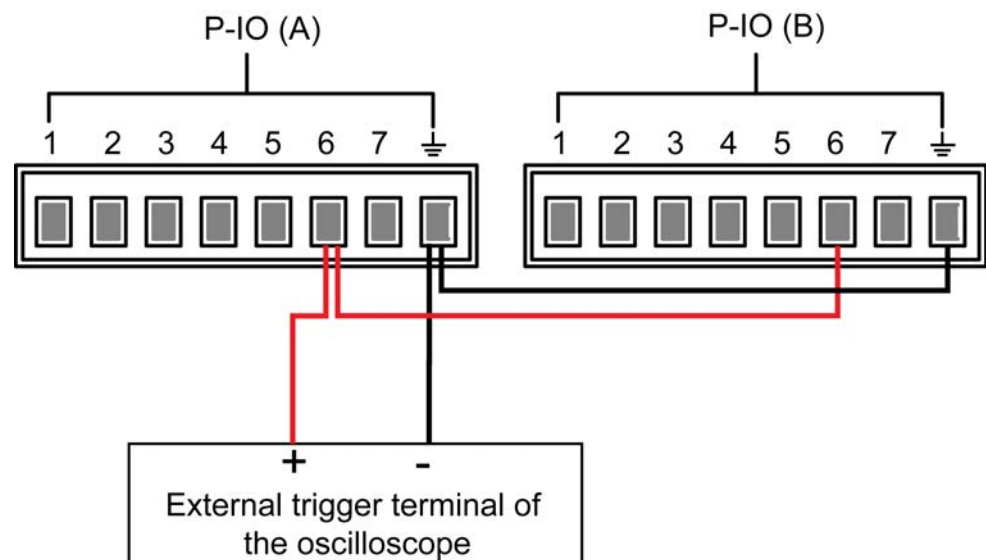 P-IO (A)
P-IO (B)
1 2 3 4 5 6 7
1 2 3 4 5 6 7
+ -
External trigger terminal of
the oscilloscope